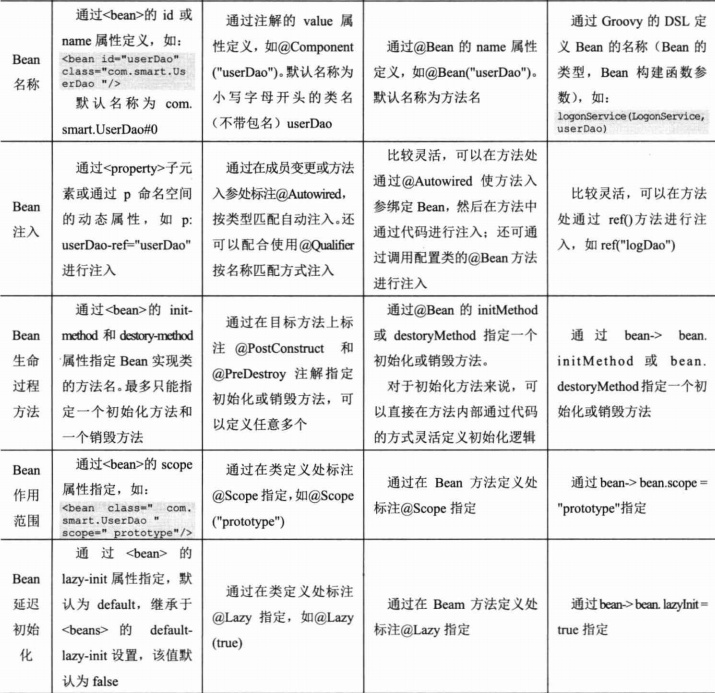 Bean
名称
通过<bean>的 id 或
name 属性定义，如：
<bean id="userDao"
class="com.smart.Us
erDao "/>
默认名称为 com.
smart.UserDao#0
通过注解的 value 属
性定义，如@Component
("userDao")。默认名称为
小写字母开头的类名
（不带包名）userDao
通过@Bean 的 name 属性
定义，如@Bean("userDao")。
默认名称为方法名
通过 Groovy 的 DSL 定
义 Bean 的名称（Bean 的
类型，Bean 构建函数参
数），如：
logonService(LogonService,
userDao)
Bean
注入
通过<property>子元
素或通过 p 命名空间
的动态属性，如 p:
userDao-ref="userDao"
进行注入
通过在成员变更或方法
入参处标注@Autowired，
按类型匹配自动注入。还
可以配合使用@Qualifier
按名称匹配方式注入
比较灵活，可以在方法处
通过@Autowired 使方法入
参绑定 Bean，然后在方法中
通过代码进行注入；还可通
过调用配置类的@Bean 方法
进行注入
比较灵活，可以在方法
处通过 ref()方法进行注
入，如 ref("logDao")
Bean
生命
过程
方法
通过<bean>的 init-
method 和 destory-method
属性指定 Bean 实现类
的方法名。最多只能指
定一个初始化方法和
一个销毁方法
通过在目标方法上标
注 @PostConstruct 和
@PreDestroy 注解指定
初始化或销毁方法，可
以定义任意多个
通过@Bean 的 initMethod
或 destoryMethod 指定一个
初始化或销毁方法。
对于初始化方法来说，可
以直接在方法内部通过代码
的方式灵活定义初始化逻辑
通过 bean-> bean.
initMethod 或 bean.
destoryMethod 指定一个初
始化或销毁方法
Bean
作用
范围
通过<bean>的 scope
属性指定，如：
<bean class=" com.
smart.UserDao "
scope=" prototype"/>
通过在类定义处标注
@Scope 指定，如@Scope
("prototype")
通过在 Bean 方法定义处
标注@Scope 指定
通过 bean-> bean.scope =
"prototype"指定
Bean
延迟
初始
化
通过 <bean> 的
lazy-init 属性指定，默
认为 default，继承于
<beans> 的 default-
lazy-init 设置，该值默
认为 false
通过在类定义处标注
@Lazy 指定，如@Lazy
(true)
通过在 Beam 方法定义处
标注@Lazy 指定
通过 bean-> bean. lazyInit =
true 指定